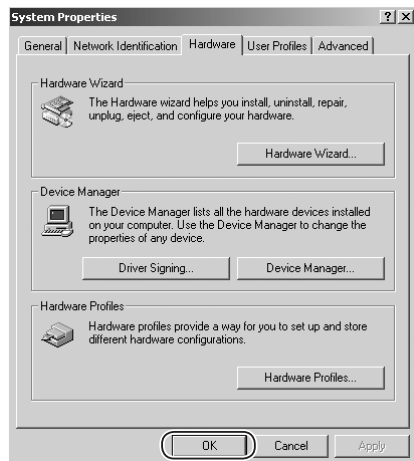 System Properties
General Network Identification Hardware User Profiles Advanced
Hardware Wizard
The Hardware wizard helps you install, uninstall, repair,
unplug, eject, and configure your hardware.
Hardware Wizard...
Device Manager
The Device Manager lists all the hardware devices installed
on your computer. Use the Device Manager to change the
properties of any device.
Driver Signing... Device Manager...
Hardware Profiles
Hardware profiles provide a way for you to set up and store
different hardware configurations.
Hardware Profiles...
OK Cancel Apply